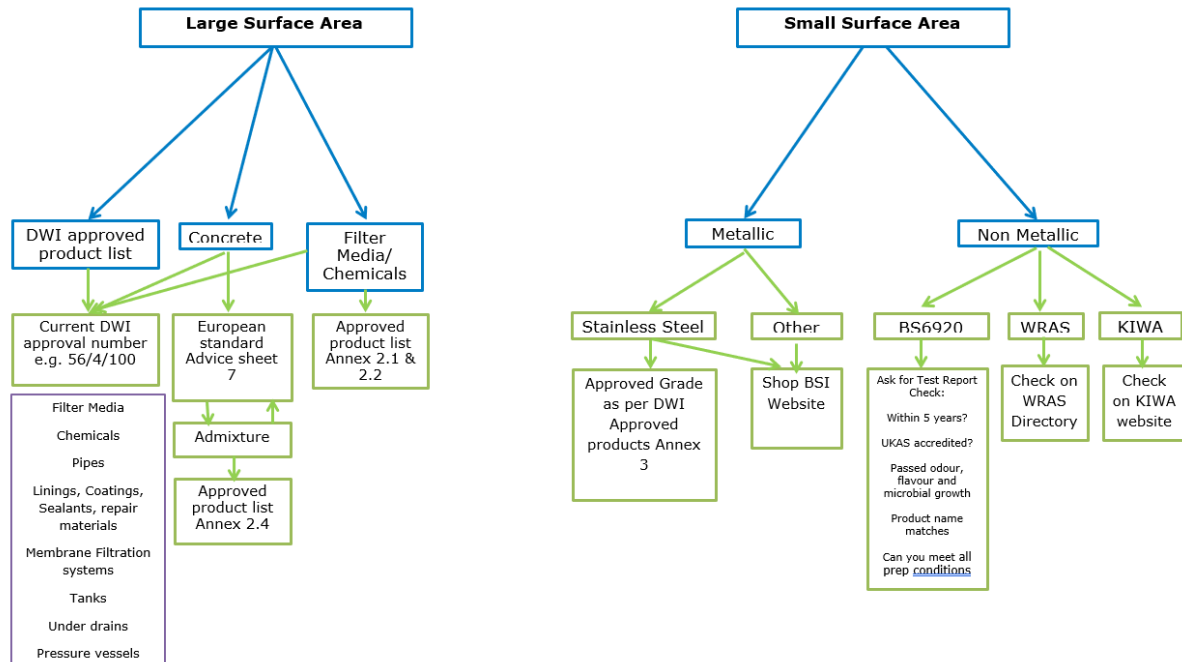 Large Surface Area
DWI approved
product list
Concrete
Filter
Media/
Chemicals
Current DWI
approval number
e.g. 56/4/100
European
standard
Advice sheet
7
Approved
product list
Annex 2.1 &
2.2
Filter Media
Chemicals
Pipes
Linings, Coatings,
Sealants, repair
materials
Membrane Filtration
systems
Tanks
Under drains
Pressure vessels
Admixture
Approved
product list
Annex 2.4
Small Surface Area
Metallic
Non Metallic
Stainless Steel
Other
BS6920
WRAS
KIWA
Approved Grade
as per DWI
Approved
products Annex
3
Shop BSI
Website
Ask for Test Report
Check:
Within 5 years?
UKAS accredited?
Passed odour,
flavour and
microbial growth
Product name
matches
Can you meet all
prep conditions
Check on
WRAS
Directory
Check
on KIWA
website